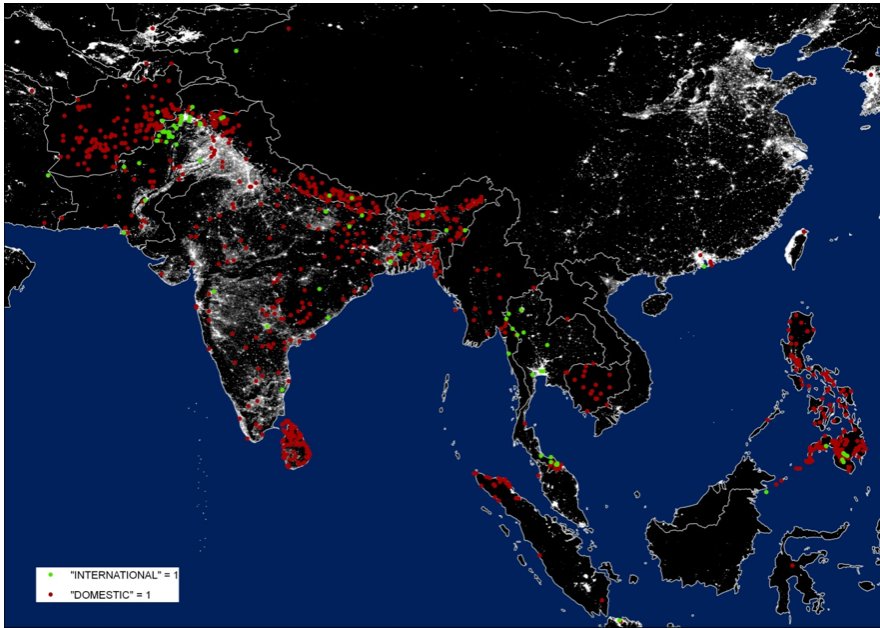 "INTERNATIONAL" = 1
"DOMESTIC" = 1